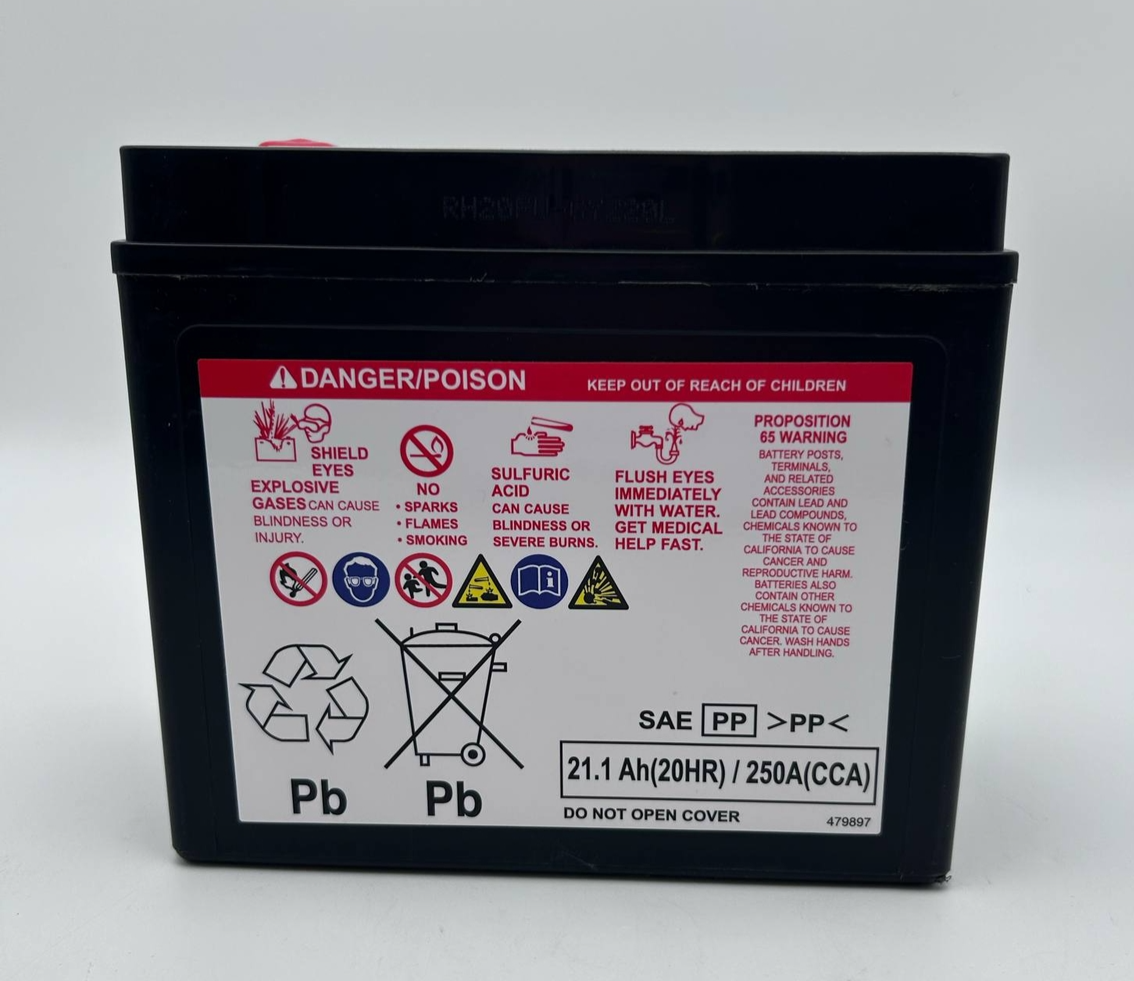 DANGER/POISON
KEEP OUT OF REACH OF CHILDREN
SHIELD
EYES
EXPLOSIVE
GASES CAN CAUSE
BLINDNESS OR
INJURY.
NO
• SPARKS
• FLAMES
• SMOKING
SULFURIC
ACID
CAN CAUSE
BLINDNESS OR
SEVERE BURNS.
FLUSH EYES
IMMEDIATELY
WITH WATER.
GET MEDICAL
HELP FAST.
PROPOSITION
65 WARNING
BATTERY POSTS,
TERMINALS,
AND RELATED
ACCESSORIES
CONTAIN LEAD AND
LEAD COMPOUNDS,
CHEMICALS KNOWN TO
THE STATE OF
CALIFORNIA TO CAUSE
CANCER AND
REPRODUCTIVE HARM.
BATTERIES ALSO
CONTAIN OTHER
CHEMICALS KNOWN TO
THE STATE OF
CALIFORNIA TO CAUSE
CANCER. WASH HANDS
AFTER HANDLING.
Pb
Pb
SAE PP >PP<
21.1 Ah(20HR) / 250A(CCA)
DO NOT OPEN COVER
479897